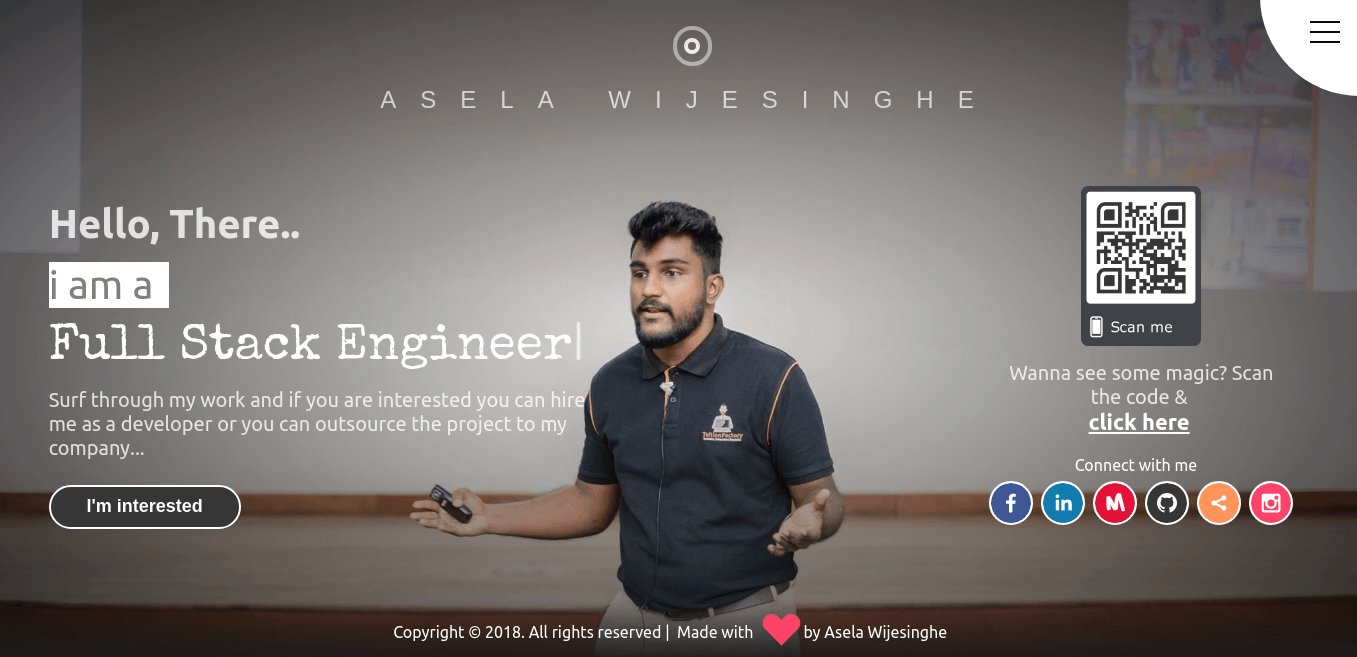 ASELA WIJESINGHE
Hello, There..
i am a
Full Stack Engineer|
Surf through my work and if you are interested you can hire
me as a developer or you can outsource the project to my
company...
I'm interested
TuitionFactory
Scan me
Wanna see some magic? Scan
the code &
click here
Connect with me
Copyright © 2018. All rights reserved | Made with by Asela Wijesinghe